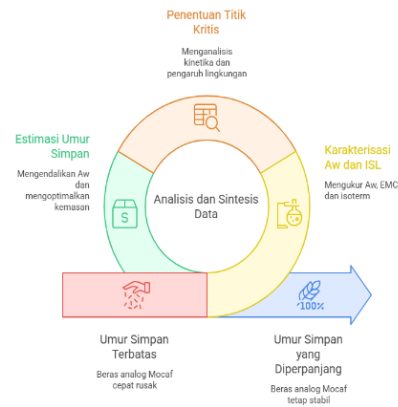 Penentuan Titik
Kritis
Menganalisis
kinetika dan
pengaruh lingkungan
Estimasi Umur
Simpan
Mengendalikan Aw
dan
mengoptimalkan
kemasan
Karakterisasi
Aw dan ISL
Mengukur Aw, EMC
dan isoterm
Analisis dan Sintesis
Data
S
100%
Umur Simpan
Terbatas
Beras analog Mocaf
cepat rusak
Umur Simpan
yang
Diperpanjang
Beras analog Mocaf
tetap stabil